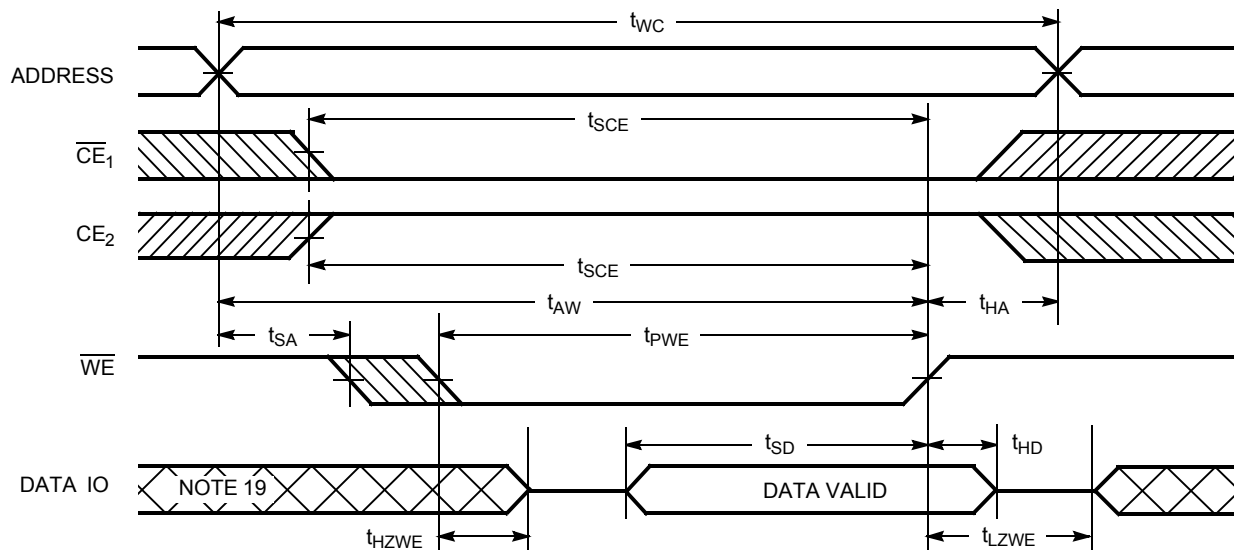 tWC
ADDRESS
tSCE
CE1
CE2
tSCE
tAW
tHA
tSA
tPWE
WE
tSD
tHD
DATA IO
NOTE 19
DATA VALID
tHZWE
tLZWE